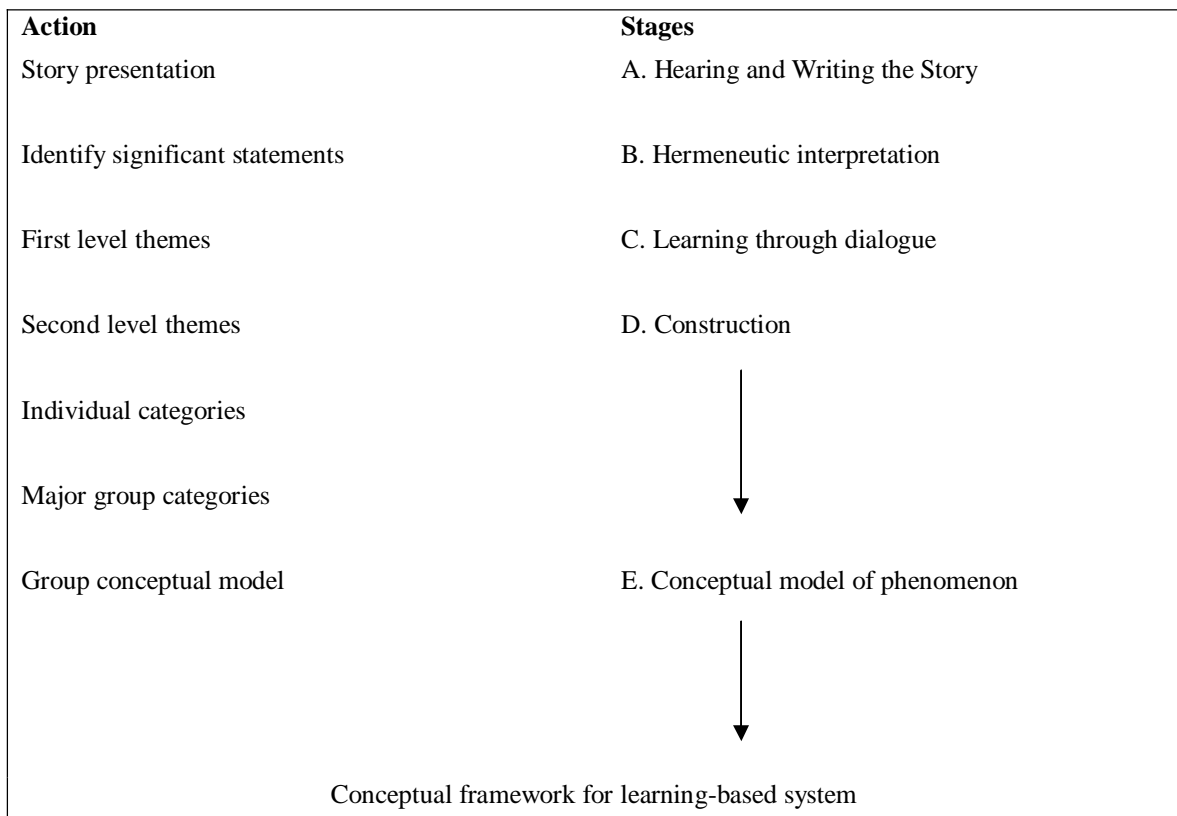 Action Stages
Story presentation A. Hearing and Writing the Story
Identify significant statements B. Hermeneutic interpretation
First level themes C. Learning through dialogue
Second level themes D. Construction
Individual categories
Major group categories
Group conceptual model E. Conceptual model of phenomenon
Conceptual framework for learning-based system